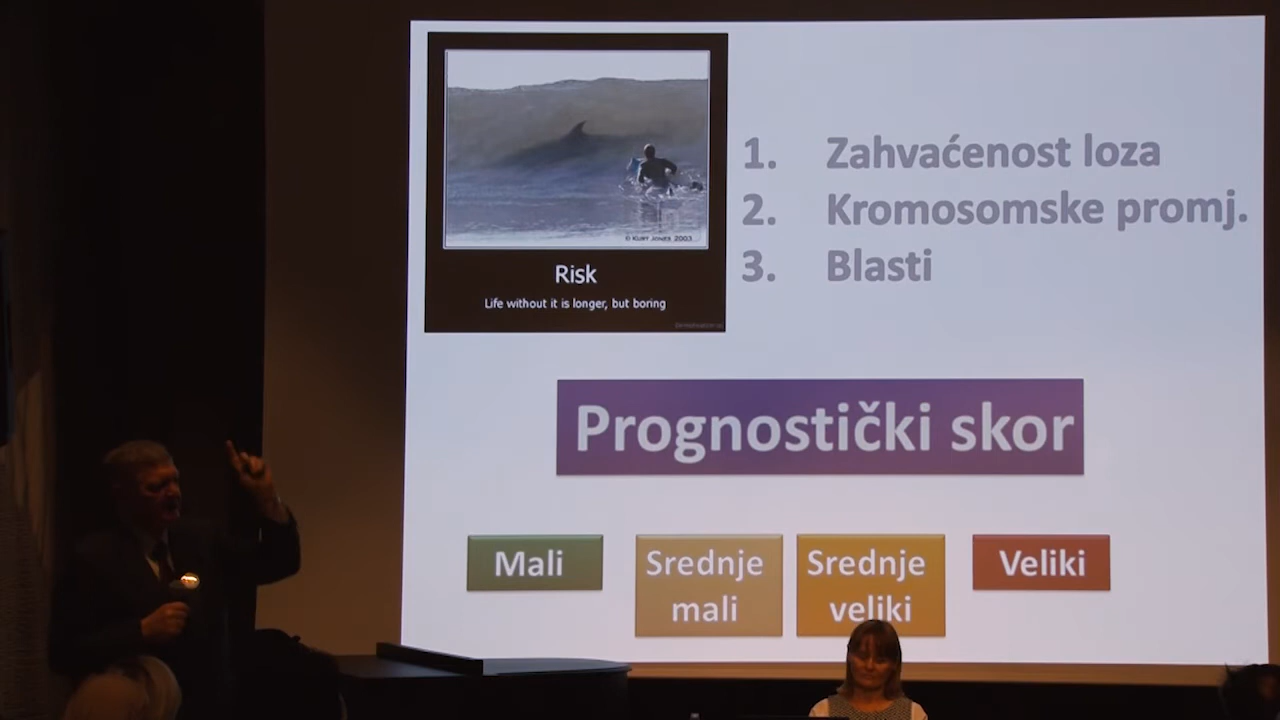 © KURT JONES 2003
Risk
Life without it is longer, but boring
1. Zahvaćenost loza
2. Kromosomske promj.
3. Blasti
Prognostički skor
Mali
Srednje
mali
Srednje
veliki
Veliki